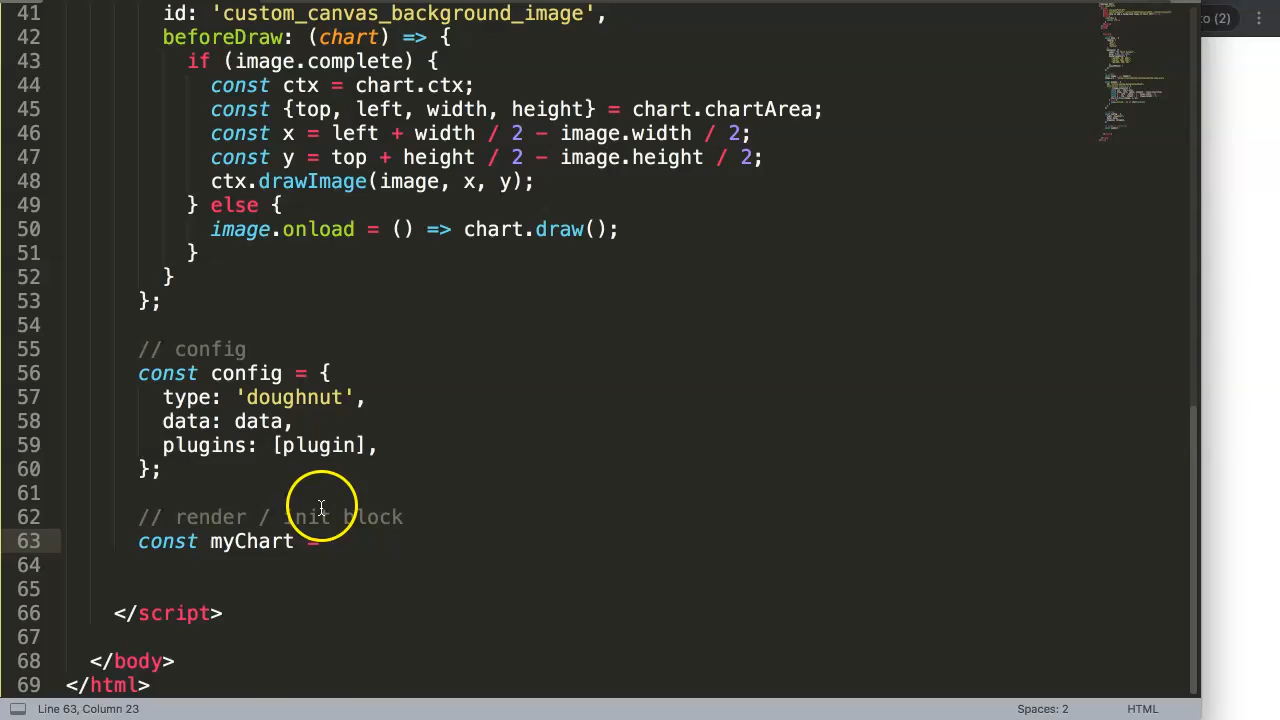 to (2)
41 id: 'custom_canvas_background_image',
42 beforeDraw: (chart) => {
43 if (image.complete) {
44 const ctx = chart.ctx;
45 const {top, left, width, height} = chart.chartArea;
46 const x = left + width / 2 - image.width / 2;
47 const y = top + height / 2 - image.height / 2;
48 ctx.drawImage(image, x, y);
49 } else {
50 image.onload = () => chart.draw();
51 }
52 }
53 };
54
55 // config
56 const config = {
57 type: 'doughnut',
58 data: data,
59 plugins: [plugin],
60 };
61
62 // render / init block
63 const myChart =
64
65
66 </script>
67
68 </body>
69 </html>
Line 63, Column 23 Spaces: 2 HTML